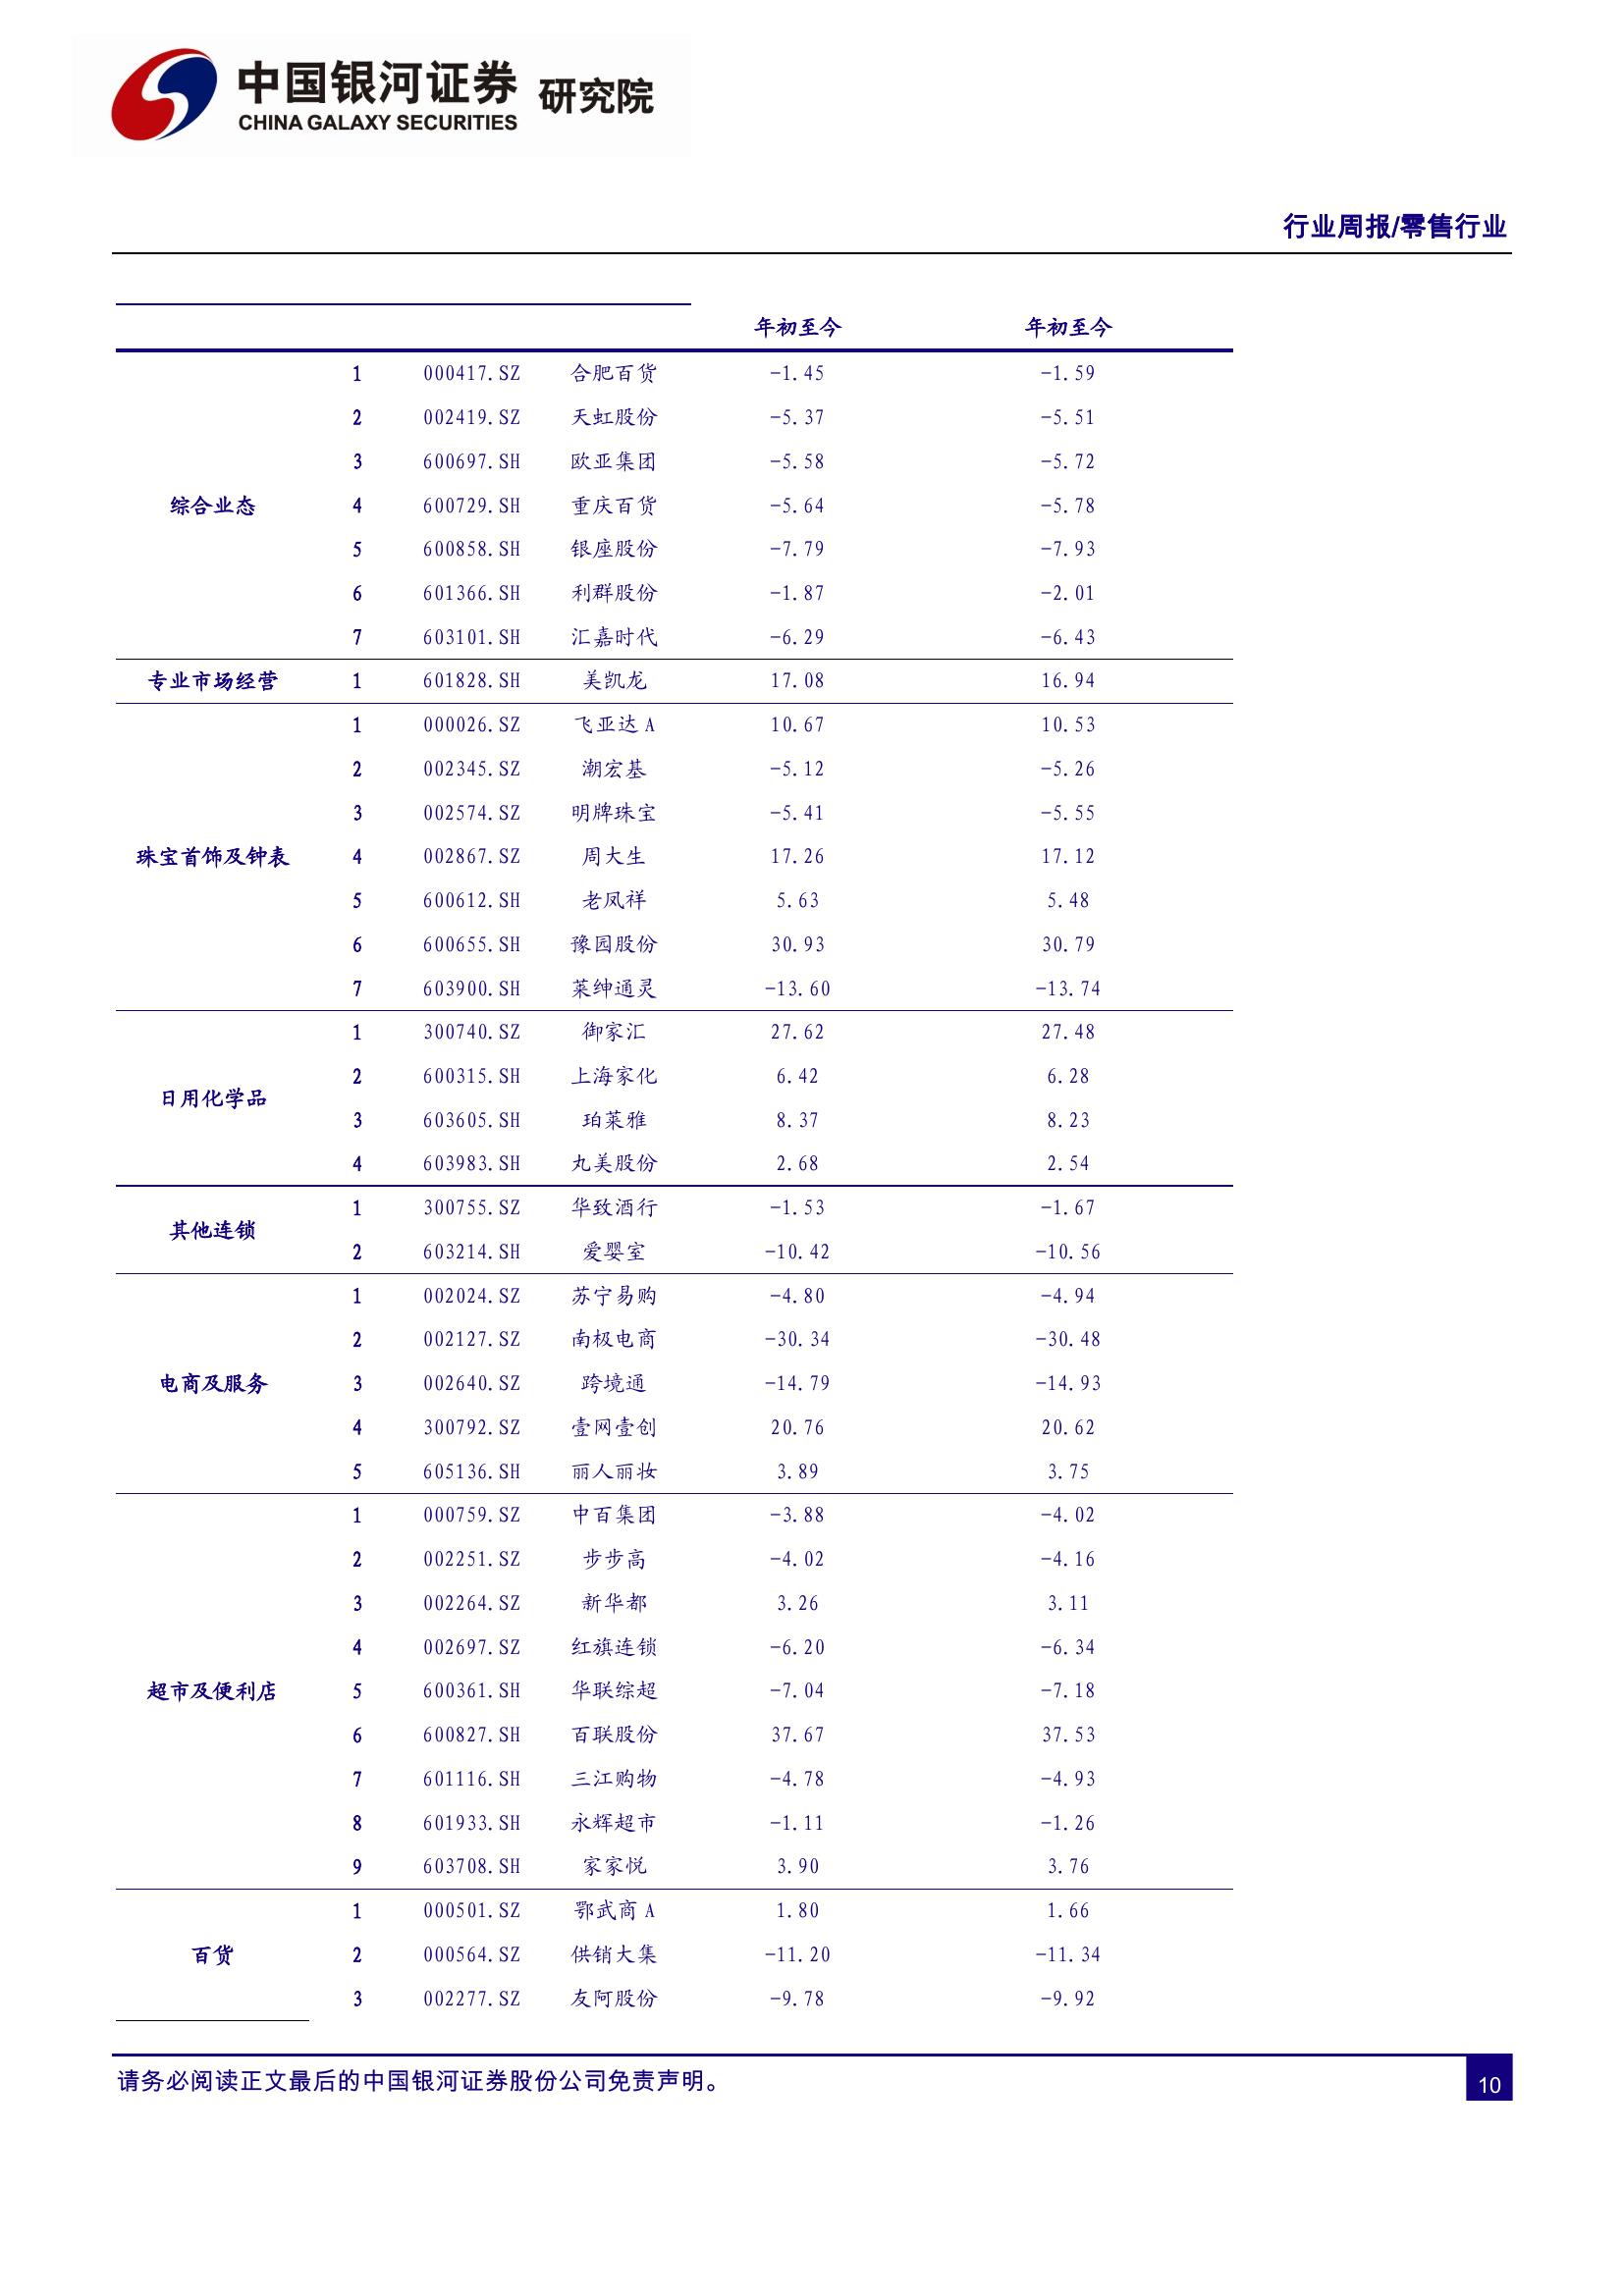 中国银河证券 研究院
CHINA GALAXY SECURITIES
行业周报/零售行业
年初至今 年初至今
1 000417.SZ 合肥百货 -1.45 -1.59
2 002419.SZ 天虹股份 -5.37 -5.51
3 600697.SH 欧亚集团 -5.58 -5.72
综合业态 4 600729.SH 重庆百货 -5.64 -5.78
5 600858.SH 银座股份 -7.79 -7.93
6 601366.SH 利群股份 -1.87 -2.01
7 603101.SH 汇嘉时代 -6.29 -6.43
专业市场经营 1 601828.SH 美凯龙 17.08 16.94
1 000026.SZ 飞亚达 A 10.67 10.53
2 002345.SZ 潮宏基 -5.12 -5.26
3 002574.SZ 明牌珠宝 -5.41 -5.55
珠宝首饰及钟表 4 002867.SZ 周大生 17.26 17.12
5 600612.SH 老凤祥 5.63 5.48
6 600655.SH 豫园股份 30.93 30.79
7 603900.SH 莱绅通灵 -13.60 -13.74
1 300740.SZ 御家汇 27.62 27.48
2 600315.SH 上海家化 6.42 6.28
日用化学品
3 603605.SH 珀莱雅 8.37 8.23
4 603983.SH 丸美股份 2.68 2.54
1 300755.SZ 华致酒行 -1.53 -1.67
其他连锁
2 603214.SH 爱婴室 -10.42 -10.56
1 002024.SZ 苏宁易购 -4.80 -4.94
2 002127.SZ 南极电商 -30.34 -30.48
电商及服务 3 002640.SZ 跨境通 -14.79 -14.93
4 300792.SZ 壹网壹创 20.76 20.62
5 605136.SH 丽人丽妆 3.89 3.75
1 000759.SZ 中百集团 -3.88 -4.02
2 002251.SZ 步步高 -4.02 -4.16
3 002264.SZ 新华都 3.26 3.11
4 002697.SZ 红旗连锁 -6.20 -6.34
超市及便利店 5 600361.SH 华联综超 -7.04 -7.18
6 600827.SH 百联股份 37.67 37.53
7 601116.SH 三江购物 -4.78 -4.93
8 601933.SH 永辉超市 -1.11 -1.26
9 603708.SH 家家悦 3.90 3.76
1 000501.SZ 鄂武商 A 1.80 1.66
百货 2 000564.SZ 供销大集 -11.20 -11.34
3 002277.SZ 友阿股份 -9.78 -9.92
请务必阅读正文最后的中国银河证券股份公司免责声明。 10